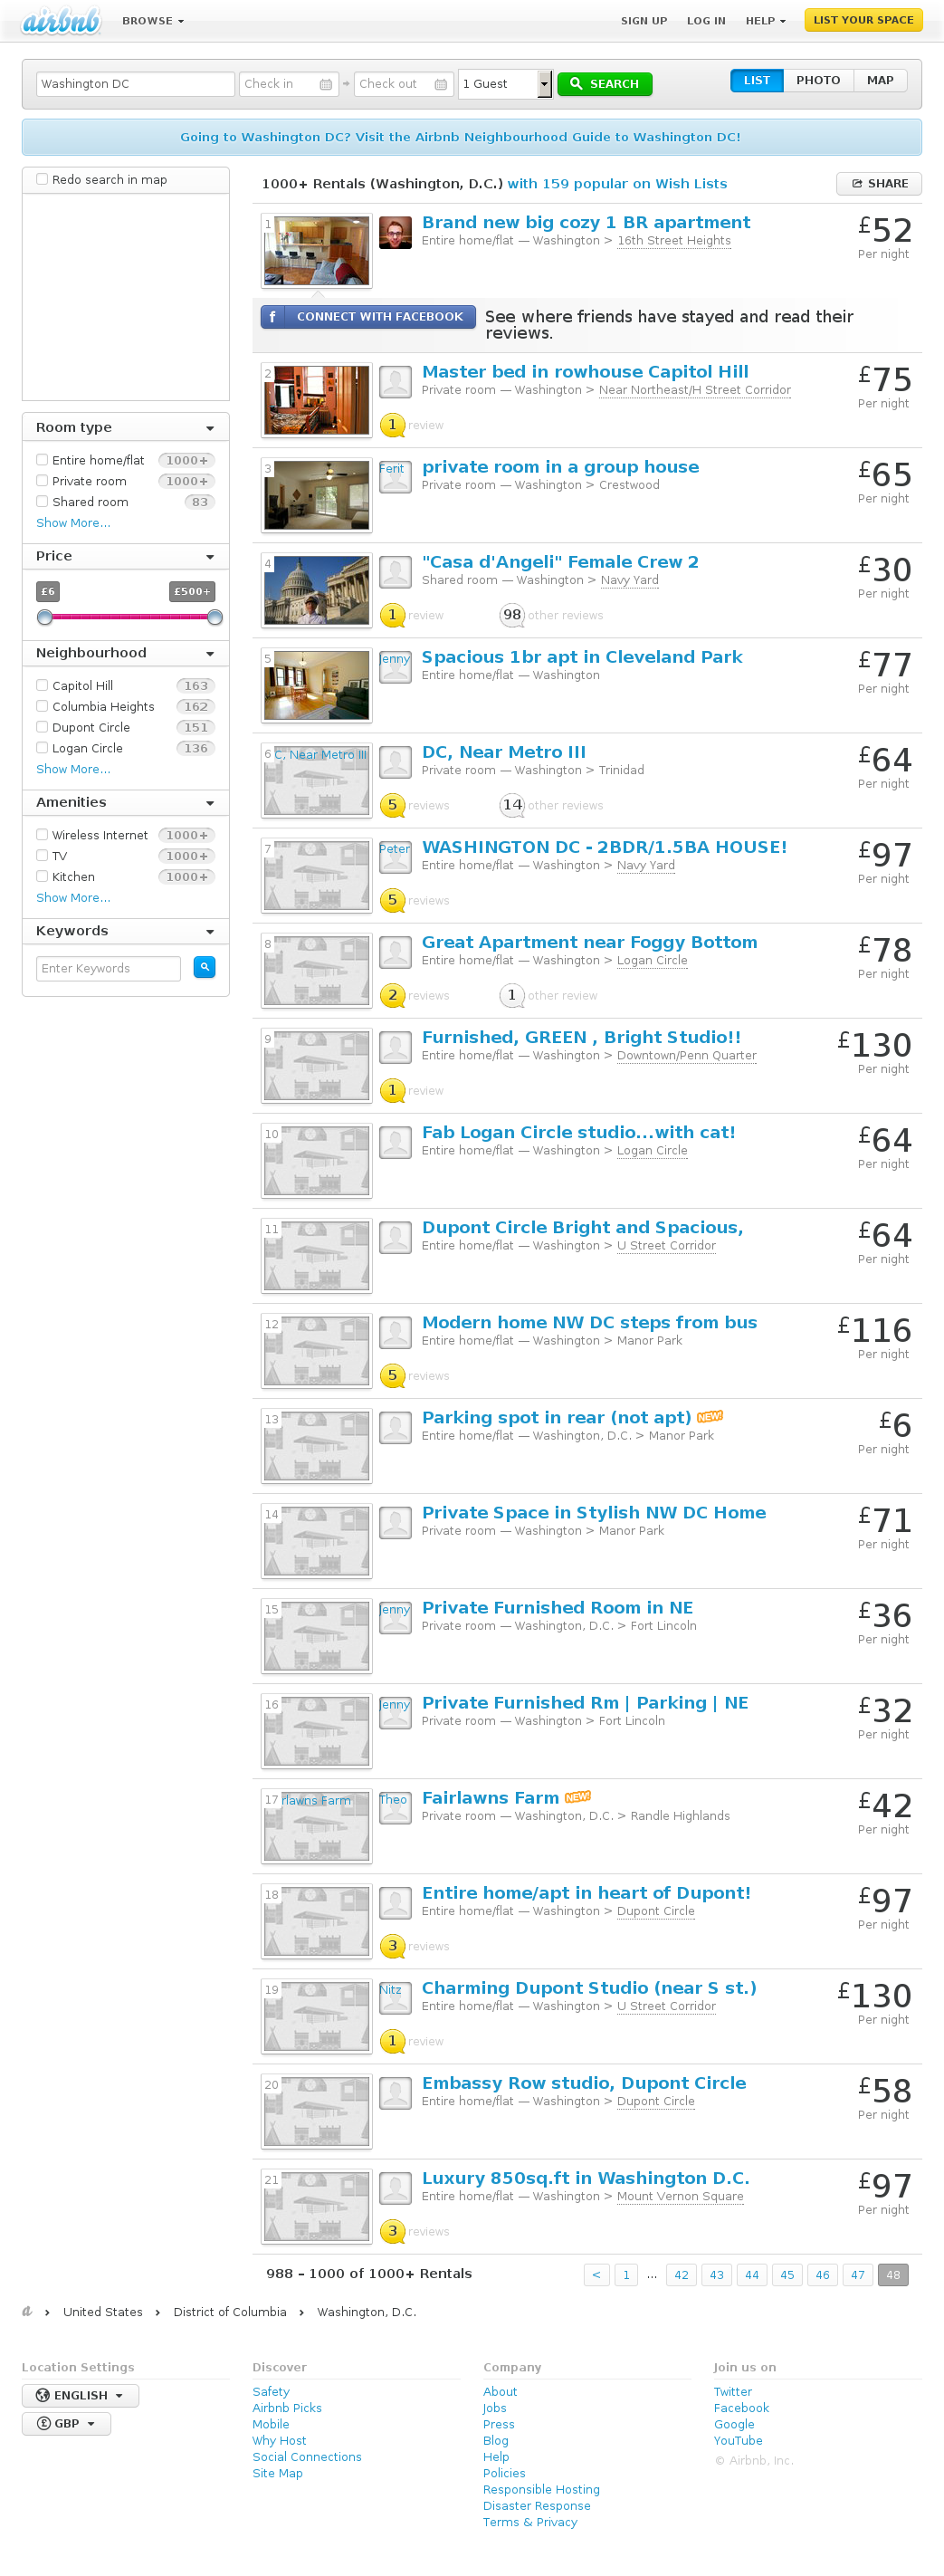 airbnb BROWSE SIGN UP LOG IN HELP LIST YOUR SPACE
Washington DC Check in Check out 1 Guest SEARCH LIST PHOTO MAP
Going to Washington DC? Visit the Airbnb Neighbourhood Guide to Washington DC!
Redo search in map
Room type
Entire home/flat 1000+
Private room 1000+
Shared room 83
Show More...
Price
£6 £500+
Neighbourhood
Capitol Hill 163
Columbia Heights 162
Dupont Circle 151
Logan Circle 136
Show More...
Amenities
Wireless Internet 1000+
TV 1000+
Kitchen 1000+
Show More...
Keywords
Enter Keywords
1000+ Rentals (Washington, D.C.) with 159 popular on Wish Lists SHARE
1 Brand new big cozy 1 BR apartment £52
Entire home/flat — Washington > 16th Street Heights Per night
f CONNECT WITH FACEBOOK See where friends have stayed and read their
reviews.
2 Master bed in rowhouse Capitol Hill £75
Private room — Washington > Near Northeast/H Street Corridor Per night
1 review
3 Ferit private room in a group house £65
Private room — Washington > Crestwood Per night
4 "Casa d'Angeli" Female Crew 2 £30
Shared room — Washington > Navy Yard Per night
1 review 98 other reviews
5 Jenny Spacious 1br apt in Cleveland Park £77
Entire home/flat — Washington Per night
6 C, Near Metro III DC, Near Metro III £64
Private room — Washington > Trinidad Per night
5 reviews 14 other reviews
7 Peter WASHINGTON DC - 2BDR/1.5BA HOUSE! £97
Entire home/flat — Washington > Navy Yard Per night
5 reviews
8 Great Apartment near Foggy Bottom £78
Entire home/flat — Washington > Logan Circle Per night
2 reviews 1 other review
9 Furnished, GREEN , Bright Studio!! £130
Entire home/flat — Washington > Downtown/Penn Quarter Per night
1 review
10 Fab Logan Circle studio...with cat! £64
Entire home/flat — Washington > Logan Circle Per night
11 Dupont Circle Bright and Spacious, £64
Entire home/flat — Washington > U Street Corridor Per night
12 Modern home NW DC steps from bus £116
Entire home/flat — Washington > Manor Park Per night
5 reviews
13 Parking spot in rear (not apt) NEW! £6
Entire home/flat — Washington, D.C. > Manor Park Per night
14 Private Space in Stylish NW DC Home £71
Private room — Washington > Manor Park Per night
15 Jenny Private Furnished Room in NE £36
Private room — Washington, D.C. > Fort Lincoln Per night
16 Jenny Private Furnished Rm | Parking | NE £32
Private room — Washington > Fort Lincoln Per night
17 rlawns Farm Theo Fairlawns Farm NEW! £42
Private room — Washington, D.C. > Randle Highlands Per night
18 Entire home/apt in heart of Dupont! £97
Entire home/flat — Washington > Dupont Circle Per night
3 reviews
19 Nitz Charming Dupont Studio (near S st.) £130
Entire home/flat — Washington > U Street Corridor Per night
1 review
20 Embassy Row studio, Dupont Circle £58
Entire home/flat — Washington > Dupont Circle Per night
21 Luxury 850sq.ft in Washington D.C. £97
Entire home/flat — Washington > Mount Vernon Square Per night
3 reviews
988 – 1000 of 1000+ Rentals < 1 ... 42 43 44 45 46 47 48
a › United States › District of Columbia › Washington, D.C.
Location Settings
ENGLISH
£ GBP
Discover
Safety
Airbnb Picks
Mobile
Why Host
Social Connections
Site Map
Company
About
Jobs
Press
Blog
Help
Policies
Responsible Hosting
Disaster Response
Terms & Privacy
Join us on
Twitter
Facebook
Google
YouTube
© Airbnb, Inc.